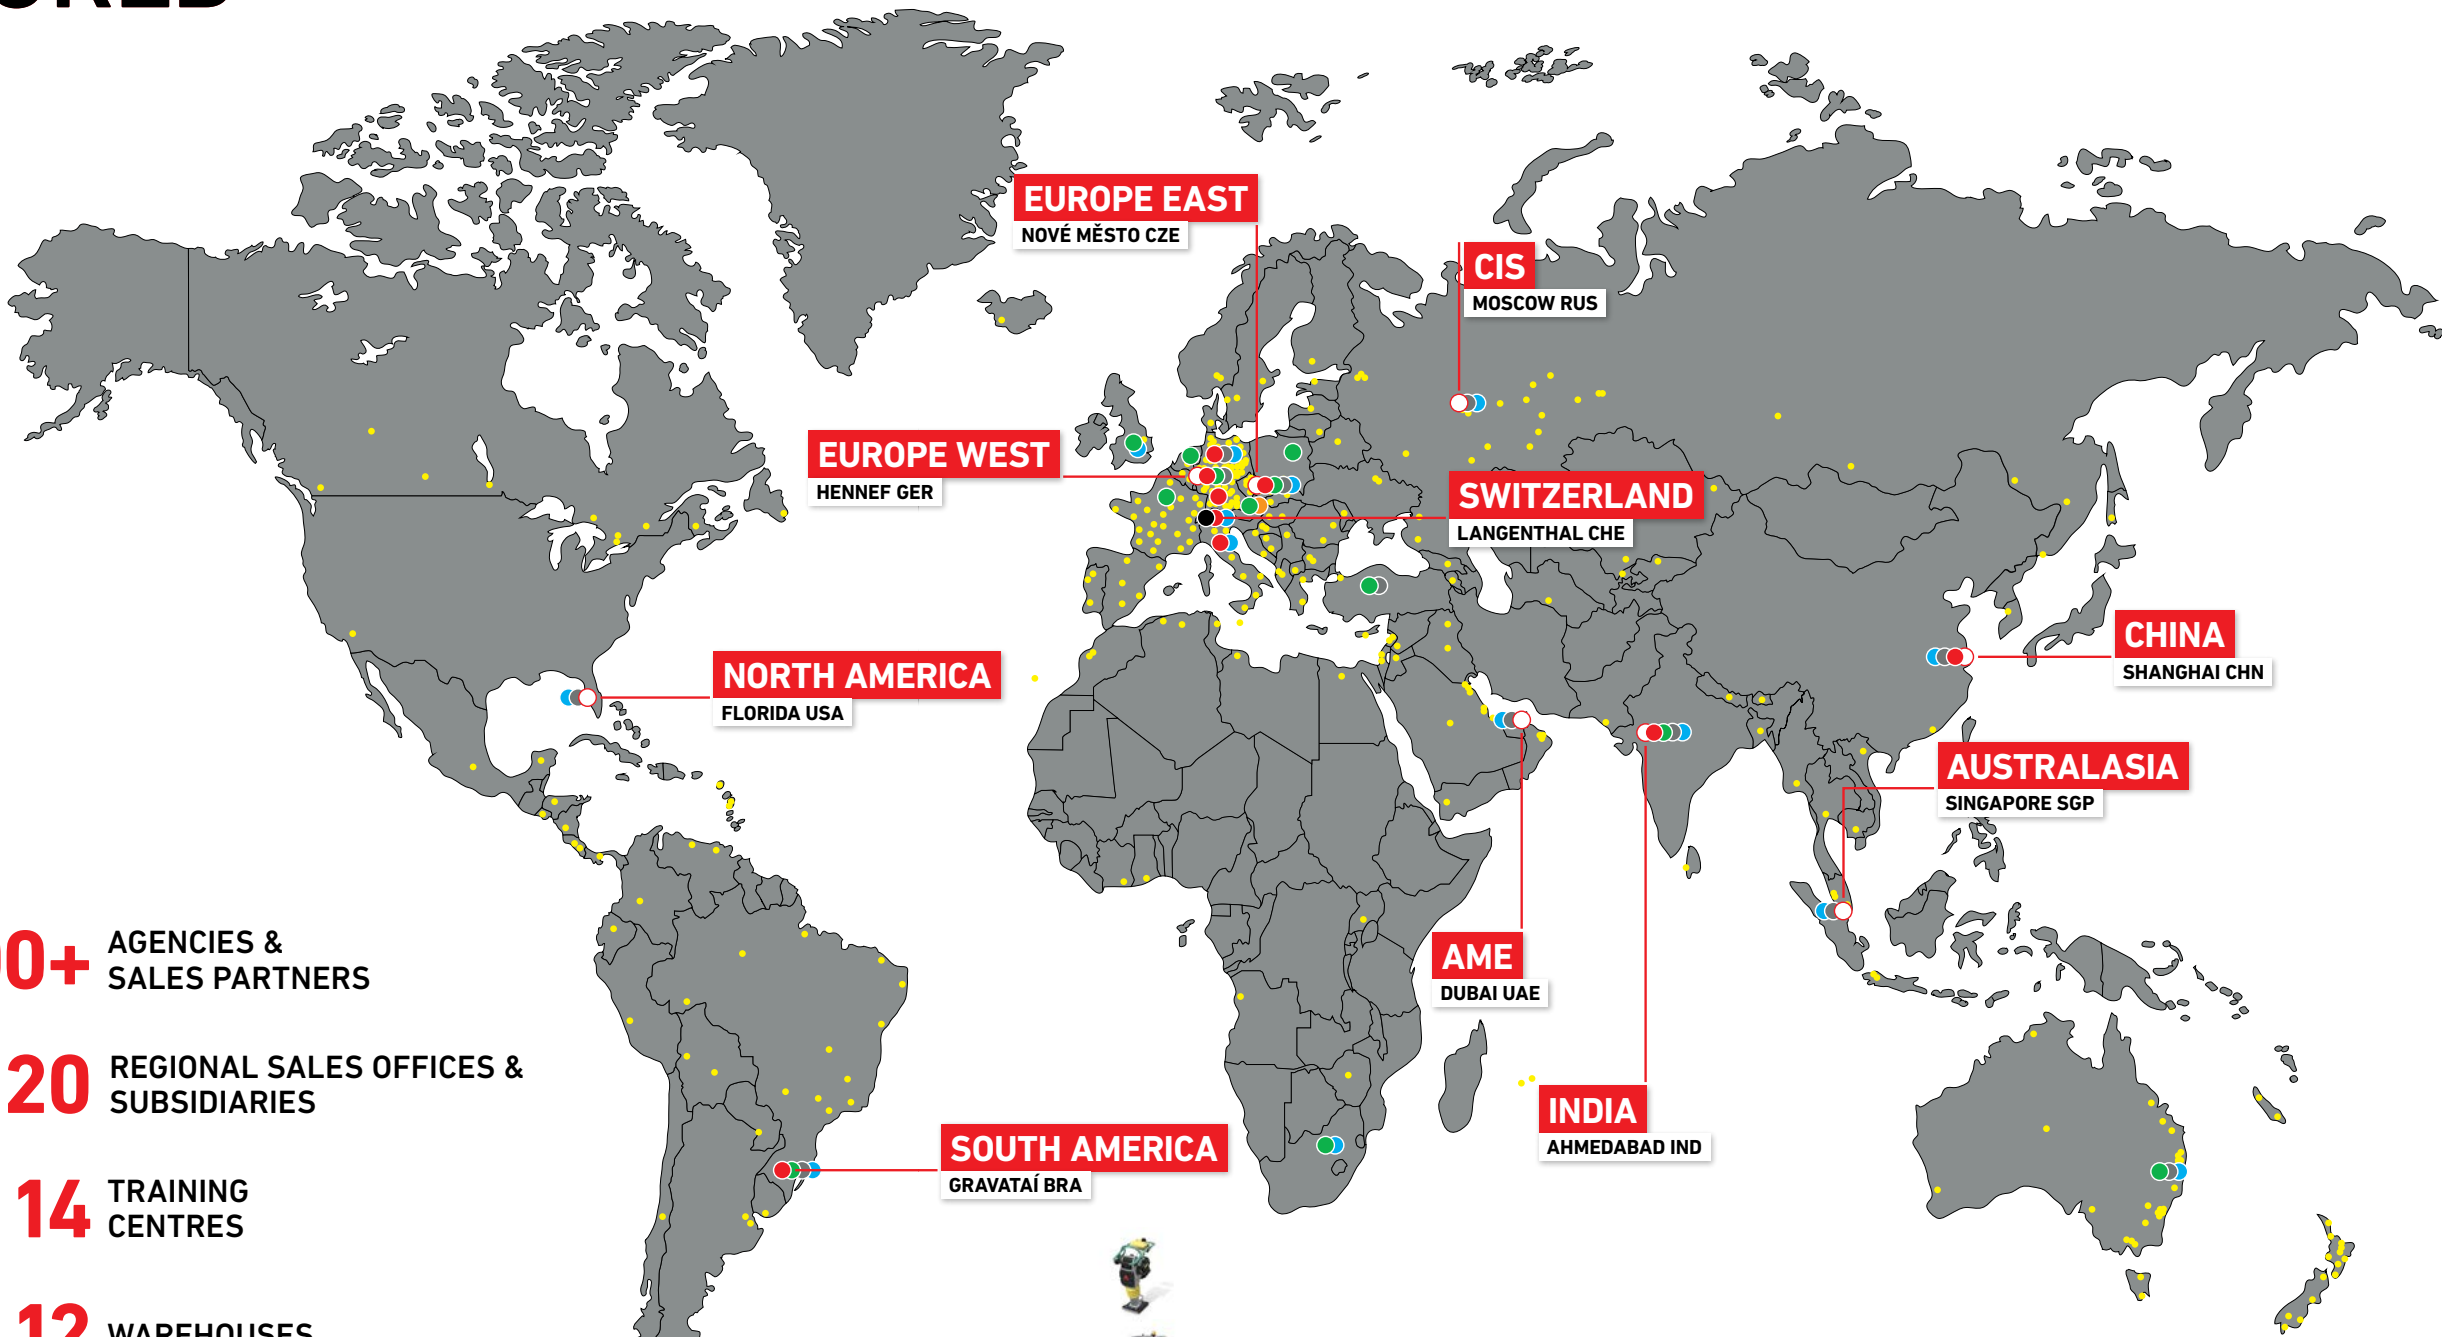 EUROPE EAST
NOVÉ MĚSTO CZE
CIS
MOSCOW RUS
EUROPE WEST
HENNEF GER
SWITZERLAND
LANGENTHAL CHE
CHINA
SHANGHAI CHN
NORTH AMERICA
FLORIDA USA
AUSTRALASIA
SINGAPORE SGP
AME
DUBAI UAE
INDIA
AHMEDABAD IND
SOUTH AMERICA
GRAVATAÍ BRA
AGENCIES &
SALES PARTNERS
20 REGIONAL SALES OFFICES &
SUBSIDIARIES
14 TRAINING
CENTRES
12 WAREHOUSES